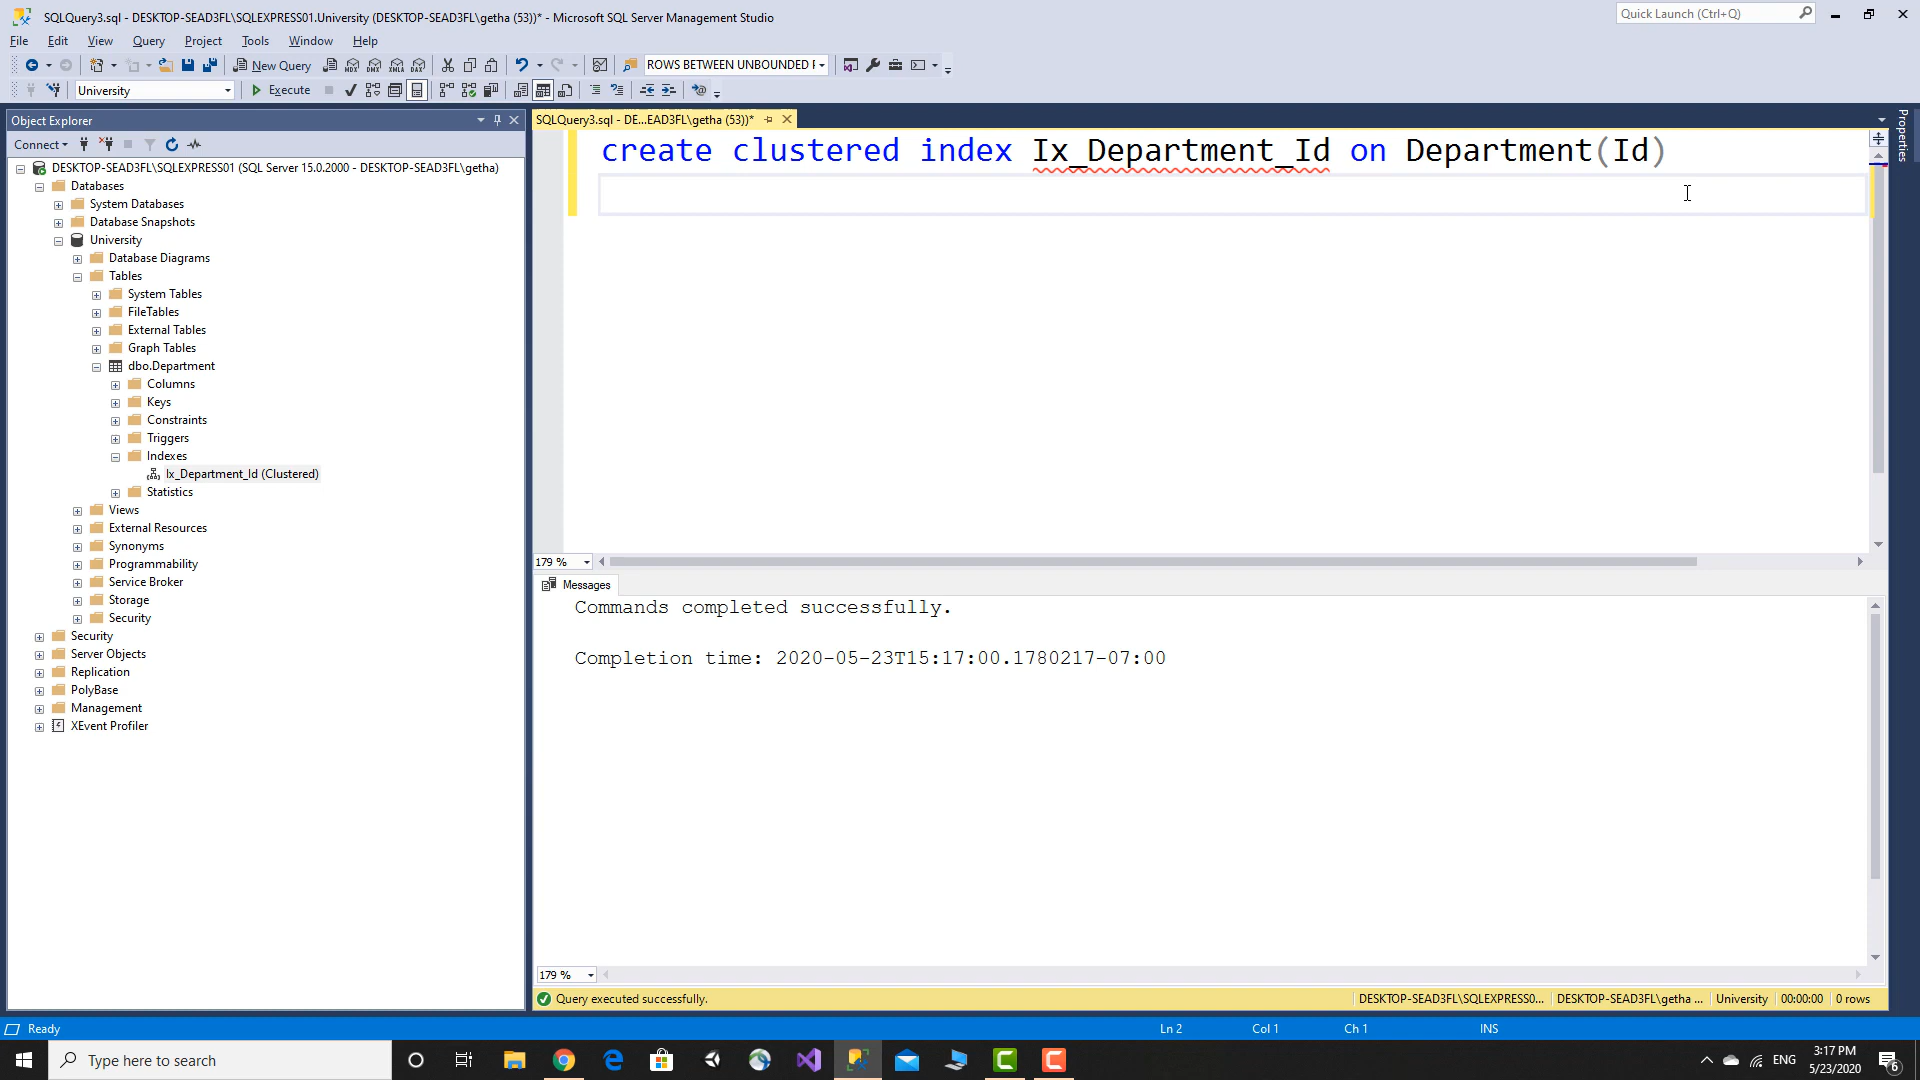 SQLQuery3.sql - DESKTOP-SEAD3FL\SQLEXPRESS01.University (DESKTOP-SEAD3FL\getha (53))* - Microsoft SQL Server Management Studio
Quick Launch (Ctrl+Q)
File Edit View Query Project Tools Window Help
New Query
MDX DMX XMLA DAX
ROWS BETWEEN UNBOUNDED F
University
Execute
Object Explorer
SQLQuery3.sql - DE...EAD3FL\getha (53))*
Properties
Connect
create clustered index Ix_Department_Id on Department(Id)
DESKTOP-SEAD3FL\SQLEXPRESS01 (SQL Server 15.0.2000 - DESKTOP-SEAD3FL\getha)
Databases
System Databases
Database Snapshots
University
Database Diagrams
Tables
System Tables
FileTables
External Tables
Graph Tables
dbo.Department
Columns
Keys
Constraints
Triggers
Indexes
Ix_Department_Id (Clustered)
Statistics
Views
External Resources
Synonyms
Programmability
Service Broker
Storage
Security
Security
Server Objects
Replication
PolyBase
Management
XEvent Profiler
179 %
Messages
Commands completed successfully.
Completion time: 2020-05-23T15:17:00.1780217-07:00
179 %
Query executed successfully.
DESKTOP-SEAD3FL\SQLEXPRESS0... DESKTOP-SEAD3FL\getha ... University 00:00:00 0 rows
Ready
Ln 2 Col 1 Ch 1 INS
Type here to search
ENG
3:17 PM
5/23/2020
6